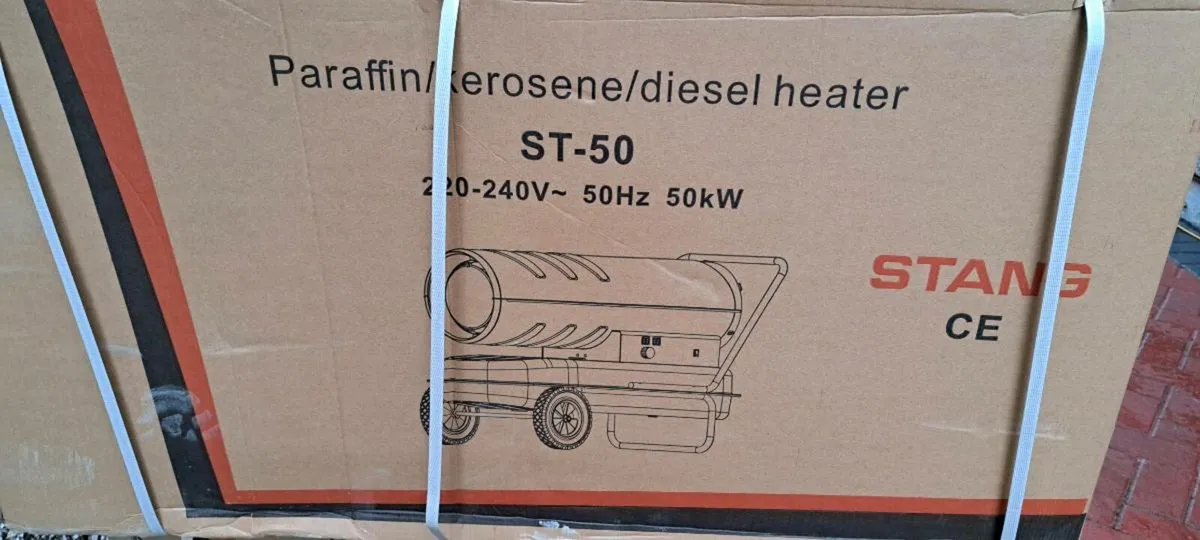 Paraffin/kerosene/diesel heater
ST-50
220-240V~ 50Hz 50kW
STANG
CE